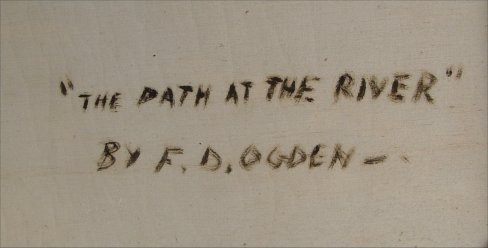 "THE PATH AT THE RIVER"
BY F. D. OGDEN -